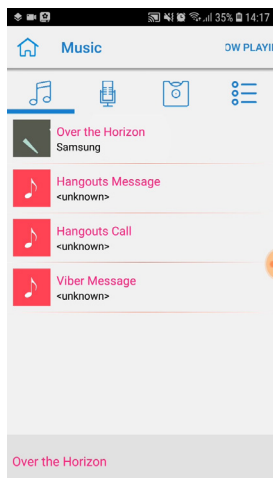 35% 14:17
Music
OW PLAYI
Over the Horizon
Samsung
Hangouts Message
<unknown>
Hangouts Call
<unknown>
Viber Message
<unknown>
Over the Horizon